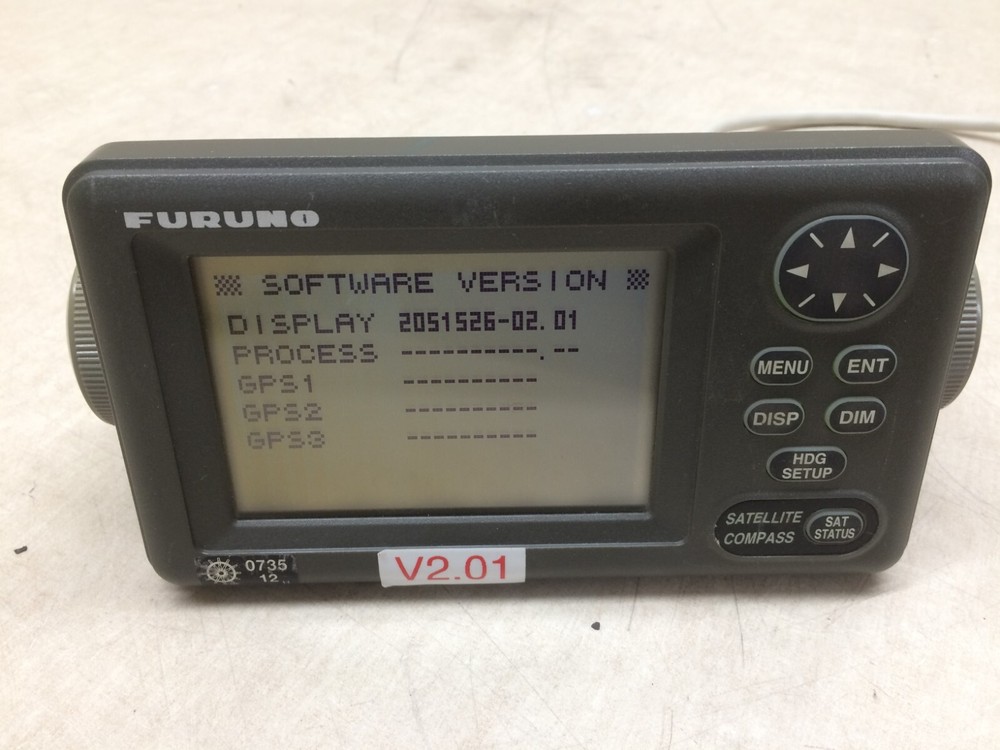 FURUNO
SOFTWARE VERSION
DISPLAY 2051526-02.01
PROCESS ----------.--
GPS1 ----------
GPS2 ----------
GPS3 ----------
MENU
ENT
DISP
DIM
HDG
SETUP
SATELLITE
COMPASS
SAT
STATUS
0735
12
V2.01